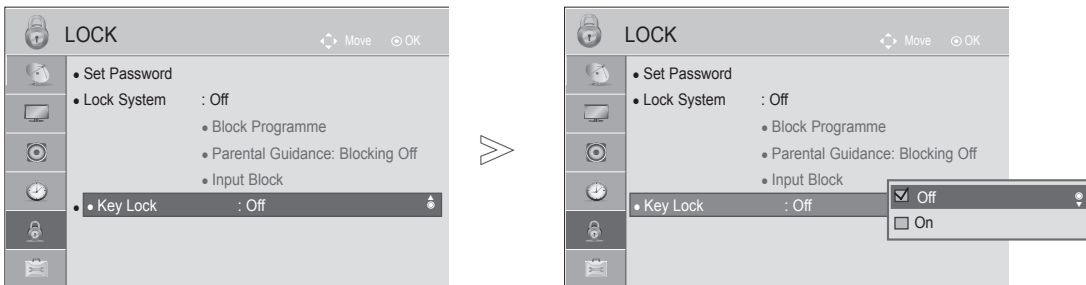 LOCK
Move OK
• Set Password
• Lock System : Off
• Block Programme
• Parental Guidance: Blocking Off
• Input Block
• • Key Lock : Off
LOCK
Move OK
• Set Password
• Lock System : Off
• Block Programme
• Parental Guidance: Blocking Off
• Input Block
• Key Lock : Off
Off
On